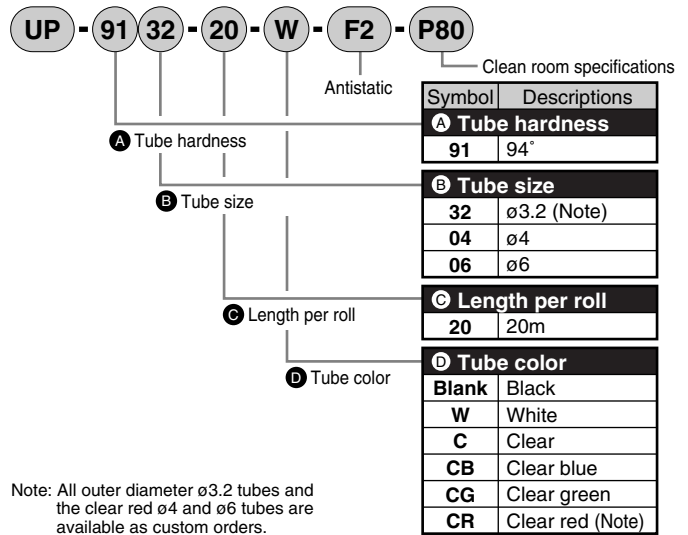 UP - 91 32 - 20 - W - F2 - P80
Clean room specifications
Antistatic
Symbol Descriptions
A Tube hardness
91 94˚
A Tube hardness
B Tube size
32 ø3.2 (Note)
04 ø4
06 ø6
B Tube size
C Length per roll
20 20m
C Length per roll
D Tube color
Blank Black
W White
C Clear
CB Clear blue
CG Clear green
CR Clear red (Note)
D Tube color
Note: All outer diameter ø3.2 tubes and
the clear red ø4 and ø6 tubes are
available as custom orders.